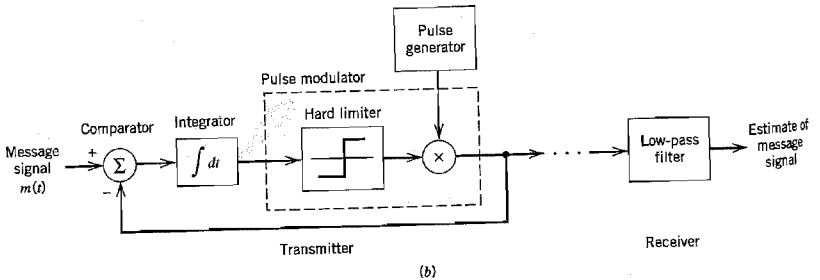 Pulse
generator
Pulse modulator
Comparator
Integrator
Hard limiter
Message
signal
m(t)
+
Σ
−
∫ dt
×
Low-pass
filter
Estimate of
message
signal
Transmitter
Receiver
(b)